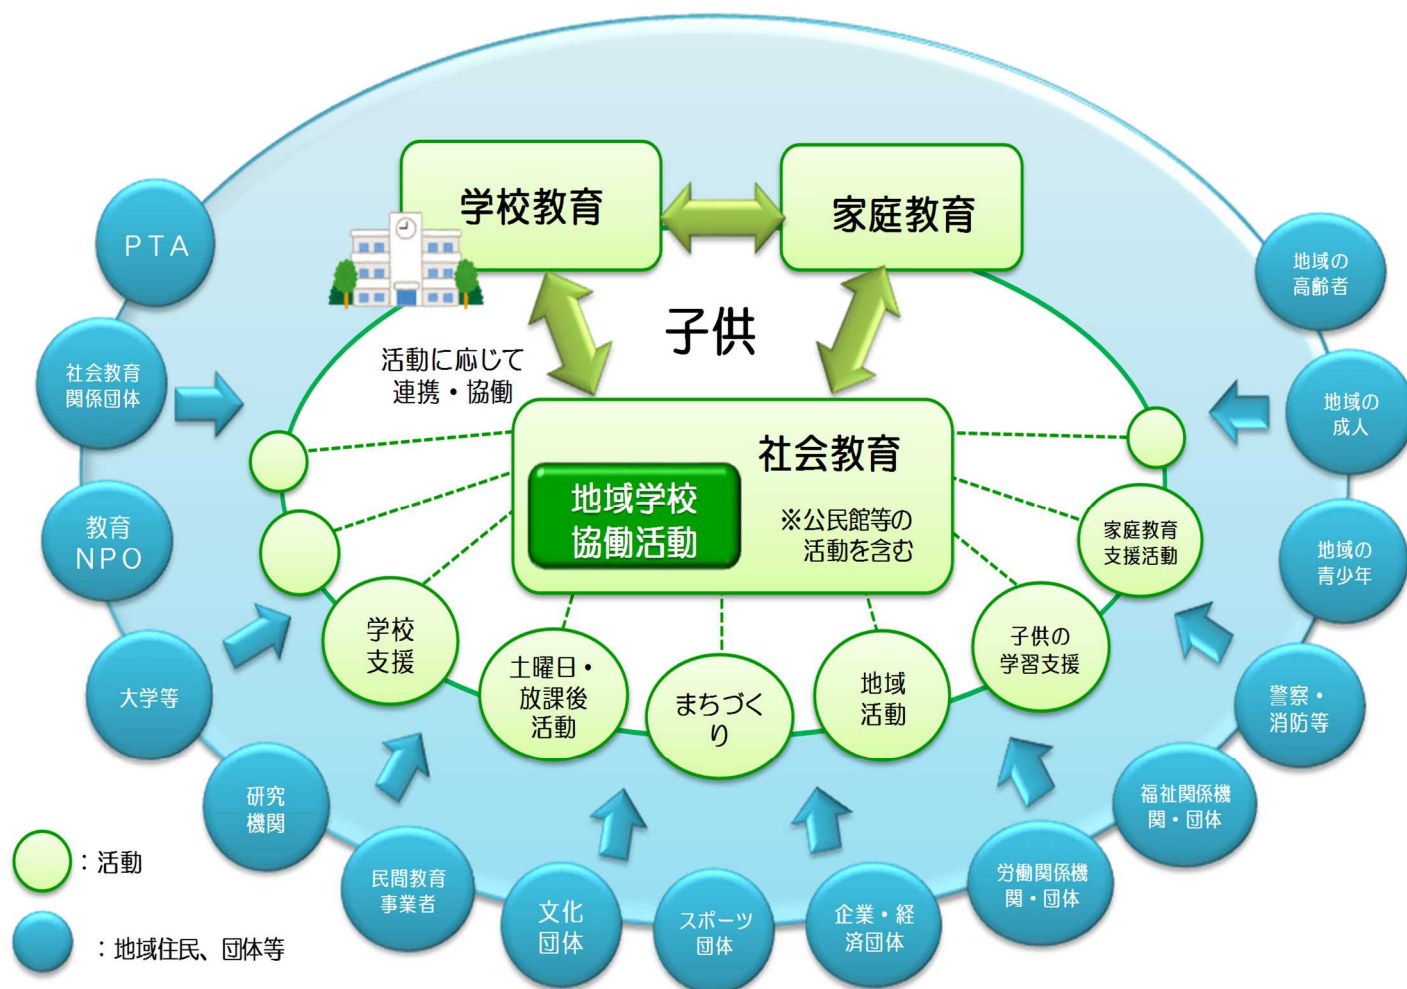 学校教育
家庭教育
子供
活動に応じて
連携・協働
社会教育
地域学校
協働活動
※公民館等の
活動を含む
学校
支援
土曜日・
放課後
活動
まちづく
り
地域
活動
子供の
学習支援
家庭教育
支援活動
PTA
社会教育
関係団体
教育
NPO
大学等
研究
機関
民間教育
事業者
文化
団体
スポーツ
団体
企業・経
済団体
労働関係機
関・団体
福祉関係機
関・団体
警察・
消防等
地域の
青少年
地域の
成人
地域の
高齢者
：活動
：地域住民、団体等